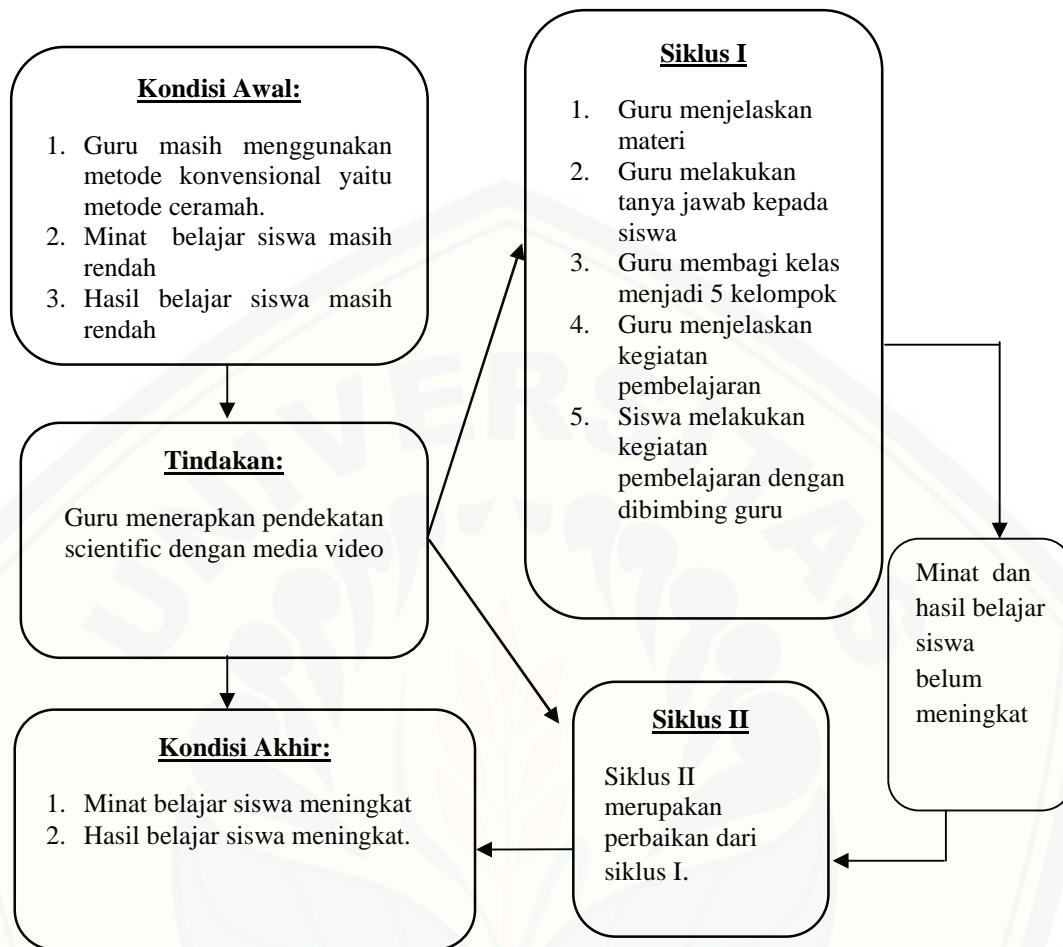 Kondisi Awal:
1. Guru masih menggunakan
metode konvensional yaitu
metode ceramah.
2. Minat belajar siswa masih
rendah
3. Hasil belajar siswa masih
rendah
Tindakan:
Guru menerapkan pendekatan
scientific dengan media video
Kondisi Akhir:
1. Minat belajar siswa meningkat
2. Hasil belajar siswa meningkat.
Siklus I
1. Guru menjelaskan
materi
2. Guru melakukan
tanya jawab kepada
siswa
3. Guru membagi kelas
menjadi 5 kelompok
4. Guru menjelaskan
kegiatan
pembelajaran
5. Siswa melakukan
kegiatan
pembelajaran dengan
dibimbing guru
Minat dan
hasil belajar
siswa
belum
meningkat
Siklus II
Siklus II
merupakan
perbaikan dari
siklus I.
UNIVERSITAS